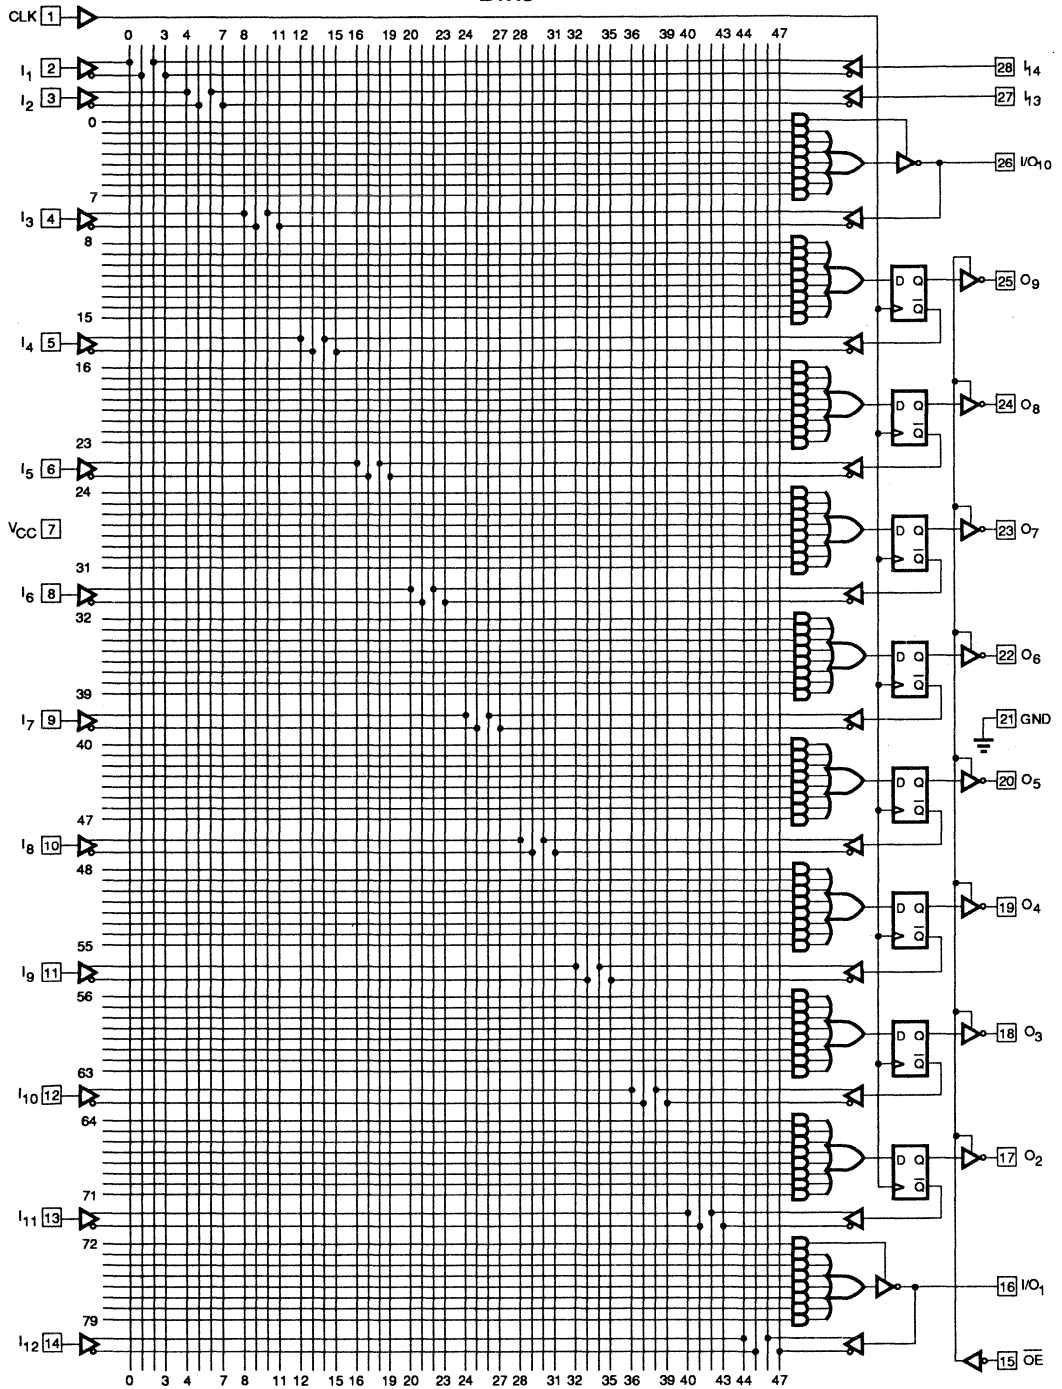 CLK 1
0 3 4 7 8 11 12 15 16 19 20 23 24 27 28 31 32 35 36 39 40 43 44 47
I1 2
28 I14
I2 3
27 I13
0
26 I/O10
7
I3 4
8
D Q
25 O9
Q
15
I4 5
16
D Q
24 O8
Q
23
I5 6
24
VCC 7
D Q
23 O7
Q
31
I6 8
32
D Q
22 O6
Q
39
I7 9
21 GND
40
D Q
20 O5
Q
47
I8 10
48
D Q
19 O4
Q
55
I9 11
56
D Q
18 O3
Q
63
I10 12
64
D Q
17 O2
Q
71
I11 13
72
16 I/O1
79
I12 14
15 OE
0 3 4 7 8 11 12 15 16 19 20 23 24 27 28 31 32 35 36 39 40 43 44 47